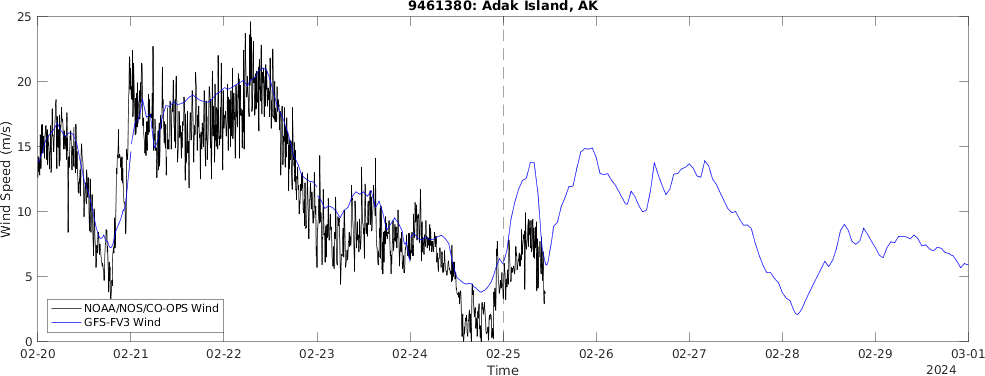 9461380: Adak Island, AK
25
20
15
10
5
0
Wind Speed (m/s)
NOAA/NOS/CO-OPS Wind
GFS-FV3 Wind
02-20 02-21 02-22 02-23 02-24 02-25 02-26 02-27 02-28 02-29 03-01
Time
2024